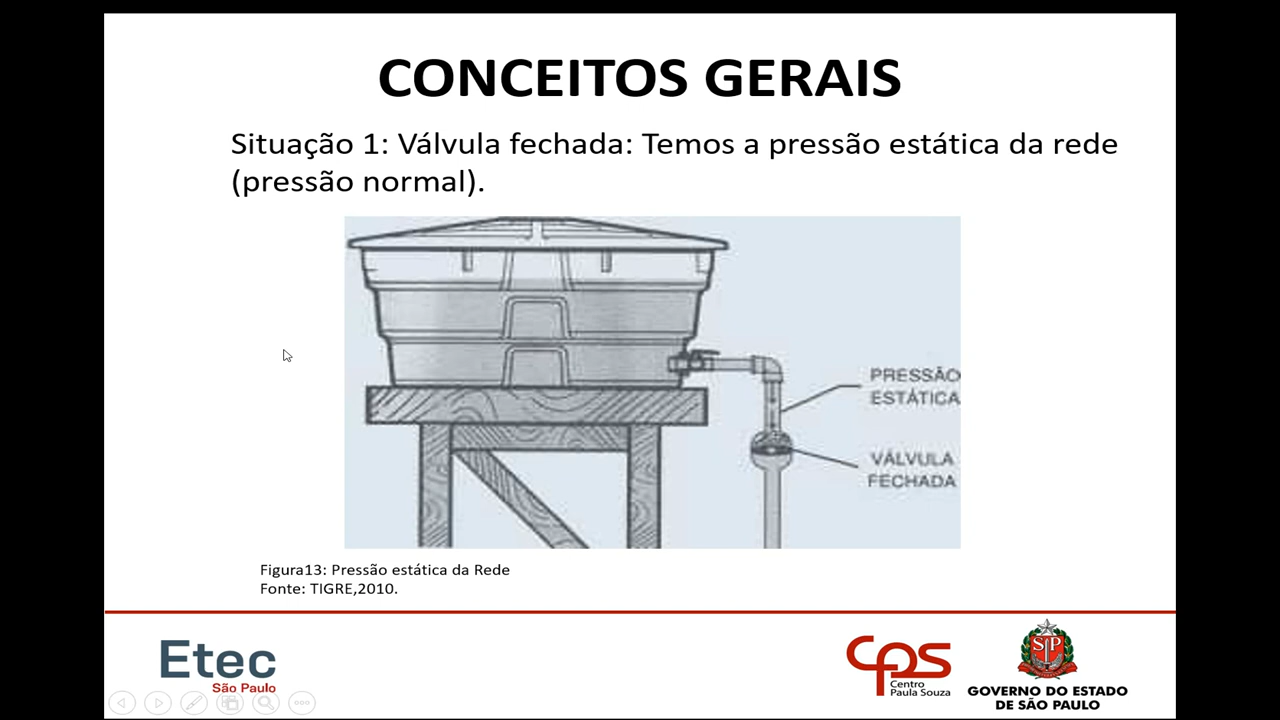 CONCEITOS GERAIS
Situação 1: Válvula fechada: Temos a pressão estática da rede
(pressão normal).
PRESSÃO
ESTÁTICA
VÁLVULA
FECHADA
Figura13: Pressão estática da Rede
Fonte: TIGRE,2010.
Etec
São Paulo
cps
Centro
Paula Souza
SP
GOVERNO DO ESTADO
DE SÃO PAULO